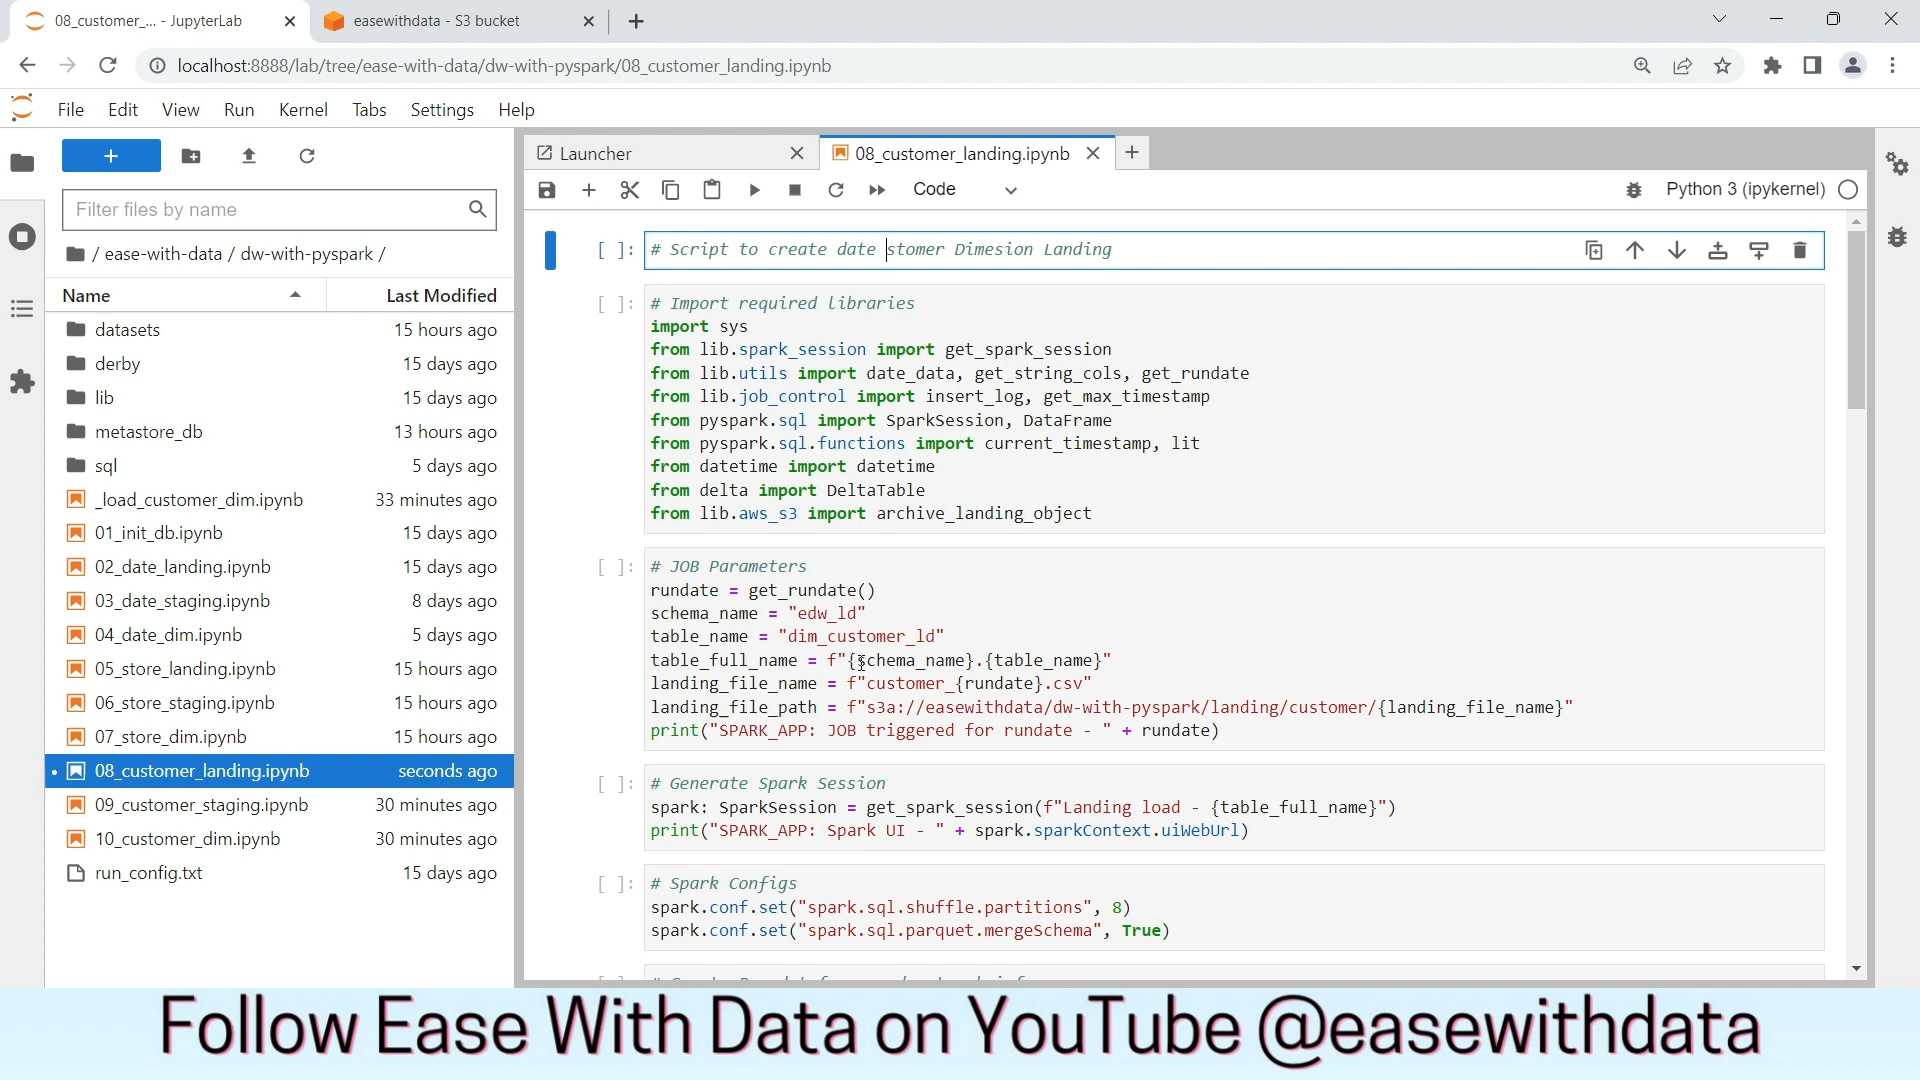 08_customer_... - JupyterLab
easewithdata - S3 bucket
localhost:8888/lab/tree/ease-with-data/dw-with-pyspark/08_customer_landing.ipynb
File Edit View Run Kernel Tabs Settings Help
Filter files by name
/ ease-with-data / dw-with-pyspark /
Name Last Modified
datasets 15 hours ago
derby 15 days ago
lib 15 days ago
metastore_db 13 hours ago
sql 5 days ago
_load_customer_dim.ipynb 33 minutes ago
01_init_db.ipynb 15 days ago
02_date_landing.ipynb 15 days ago
03_date_staging.ipynb 8 days ago
04_date_dim.ipynb 5 days ago
05_store_landing.ipynb 15 hours ago
06_store_staging.ipynb 15 hours ago
07_store_dim.ipynb 15 hours ago
08_customer_landing.ipynb seconds ago
09_customer_staging.ipynb 30 minutes ago
10_customer_dim.ipynb 30 minutes ago
run_config.txt 15 days ago
Launcher
08_customer_landing.ipynb
Code
Python 3 (ipykernel)
[ ]: # Script to create date stomer Dimesion Landing
[ ]: # Import required libraries
import sys
from lib.spark_session import get_spark_session
from lib.utils import date_data, get_string_cols, get_rundate
from lib.job_control import insert_log, get_max_timestamp
from pyspark.sql import SparkSession, DataFrame
from pyspark.sql.functions import current_timestamp, lit
from datetime import datetime
from delta import DeltaTable
from lib.aws_s3 import archive_landing_object
[ ]: # JOB Parameters
rundate = get_rundate()
schema_name = "edw_ld"
table_name = "dim_customer_ld"
table_full_name = f"{schema_name}.{table_name}"
landing_file_name = f"customer_{rundate}.csv"
landing_file_path = f"s3a://easewithdata/dw-with-pyspark/landing/customer/{landing_file_name}"
print("SPARK_APP: JOB triggered for rundate - " + rundate)
[ ]: # Generate Spark Session
spark: SparkSession = get_spark_session(f"Landing load - {table_full_name}")
print("SPARK_APP: Spark UI - " + spark.sparkContext.uiWebUrl)
[ ]: # Spark Configs
spark.conf.set("spark.sql.shuffle.partitions", 8)
spark.conf.set("spark.sql.parquet.mergeSchema", True)
Follow Ease With Data on YouTube @easewithdata